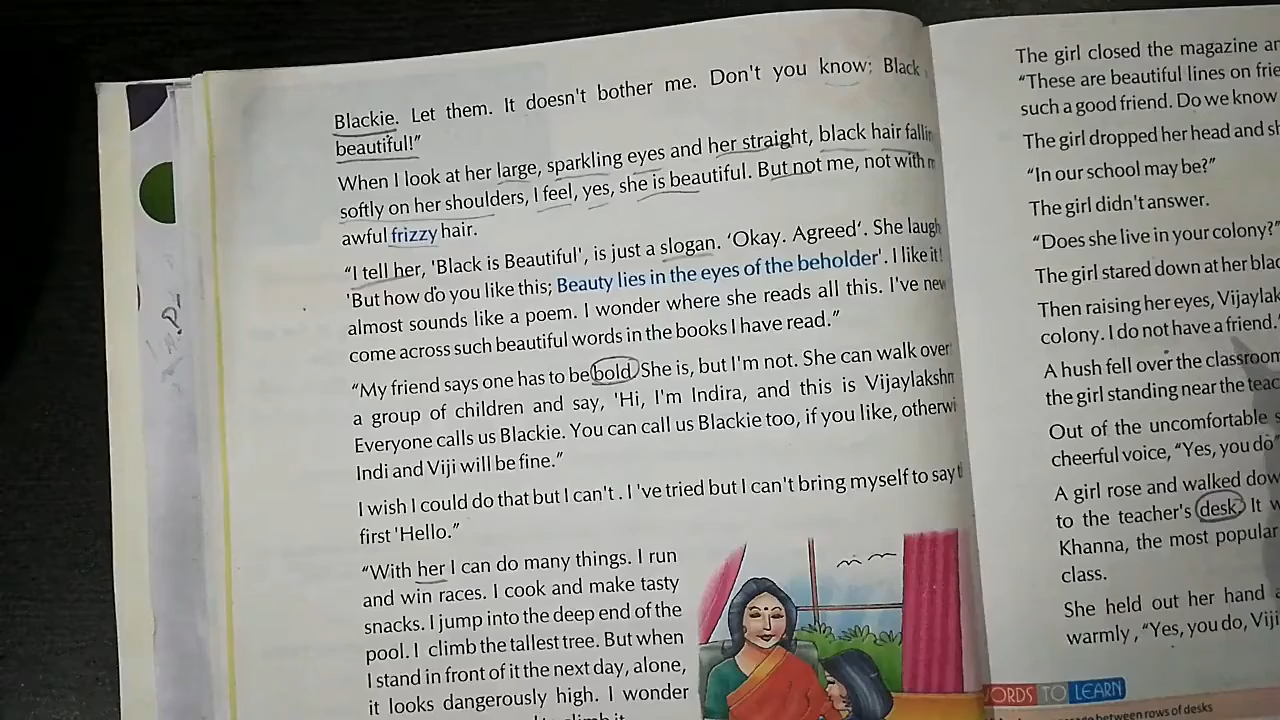 Blackie. Let them. It doesn't bother me. Don't you know; Black
beautiful!"
When I look at her large, sparkling eyes and her straight, black hair fallin
softly on her shoulders, I feel, yes, she is beautiful. But not me, not with m
awful frizzy hair.
"I tell her, 'Black is Beautiful', is just a slogan. 'Okay. Agreed'. She laugh
'But how do you like this; Beauty lies in the eyes of the beholder'. I like it!
almost sounds like a poem. I wonder where she reads all this. I've nev
come across such beautiful words in the books I have read."
"My friend says one has to be bold. She is, but I'm not. She can walk over
a group of children and say, 'Hi, I'm Indira, and this is Vijaylakshm
Everyone calls us Blackie. You can call us Blackie too, if you like, otherwi
Indi and Viji will be fine."
I wish I could do that but I can't . I 've tried but I can't bring myself to say t
first 'Hello."
"With her I can do many things. I run
and win races. I cook and make tasty
snacks. I jump into the deep end of the
pool. I climb the tallest tree. But when
I stand in front of it the next day, alone,
it looks dangerously high. I wonder
climb it
The girl closed the magazine an
"These are beautiful lines on frie
such a good friend. Do we know
The girl dropped her head and sh
"In our school may be?"
The girl didn't answer.
"Does she live in your colony?"
The girl stared down at her blac
Then raising her eyes, Vijaylak
colony. I do not have a friend.
A hush fell over the classroom
the girl standing near the teac
Out of the uncomfortable s
cheerful voice, "Yes, you do"
A girl rose and walked dow
to the teacher's desk. It w
Khanna, the most popular
class.
She held out her hand a
warmly , "Yes, you do, Viji
WORDS TO LEARN
between rows of desks